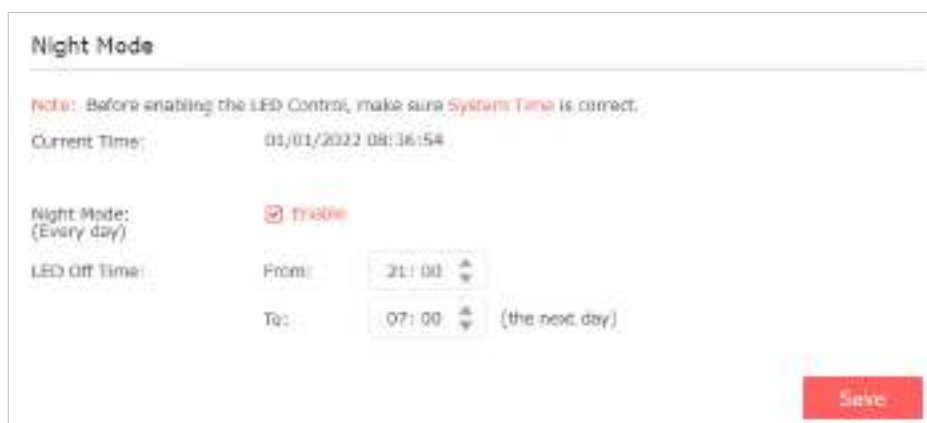 Night Mode
Note: Before enabling the LED Control, make sure System Time is correct.
Current Time: 01/01/2022 08:36:54
Night Mode: Enable
(Every day)
LED Off Time: From: 21:00
To: 07:00 (the next day)
Save